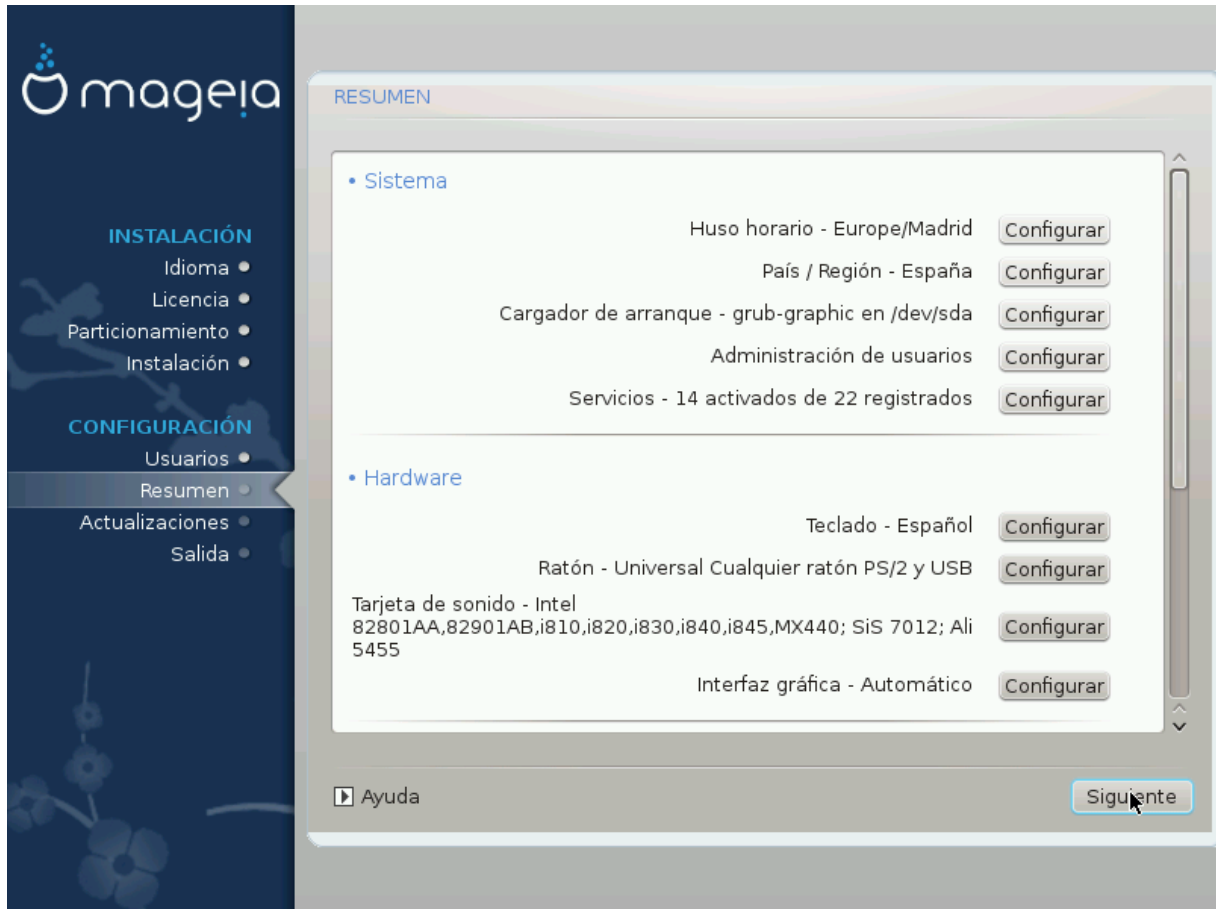 mageia
INSTALACIÓN
Idioma
Licencia
Particionamiento
Instalación
CONFIGURACIÓN
Usuarios
Resumen
Actualizaciones
Salida
RESUMEN
• Sistema
Huso horario - Europe/Madrid Configurar
País / Región - España Configurar
Cargador de arranque - grub-graphic en /dev/sda Configurar
Administración de usuarios Configurar
Servicios - 14 activados de 22 registrados Configurar
• Hardware
Teclado - Español Configurar
Ratón - Universal Cualquier ratón PS/2 y USB Configurar
Tarjeta de sonido - Intel
82801AA,82901AB,i810,i820,i830,i840,i845,MX440; SiS 7012; Ali Configurar
5455
Interfaz gráfica - Automático Configurar
Ayuda
Siguiente